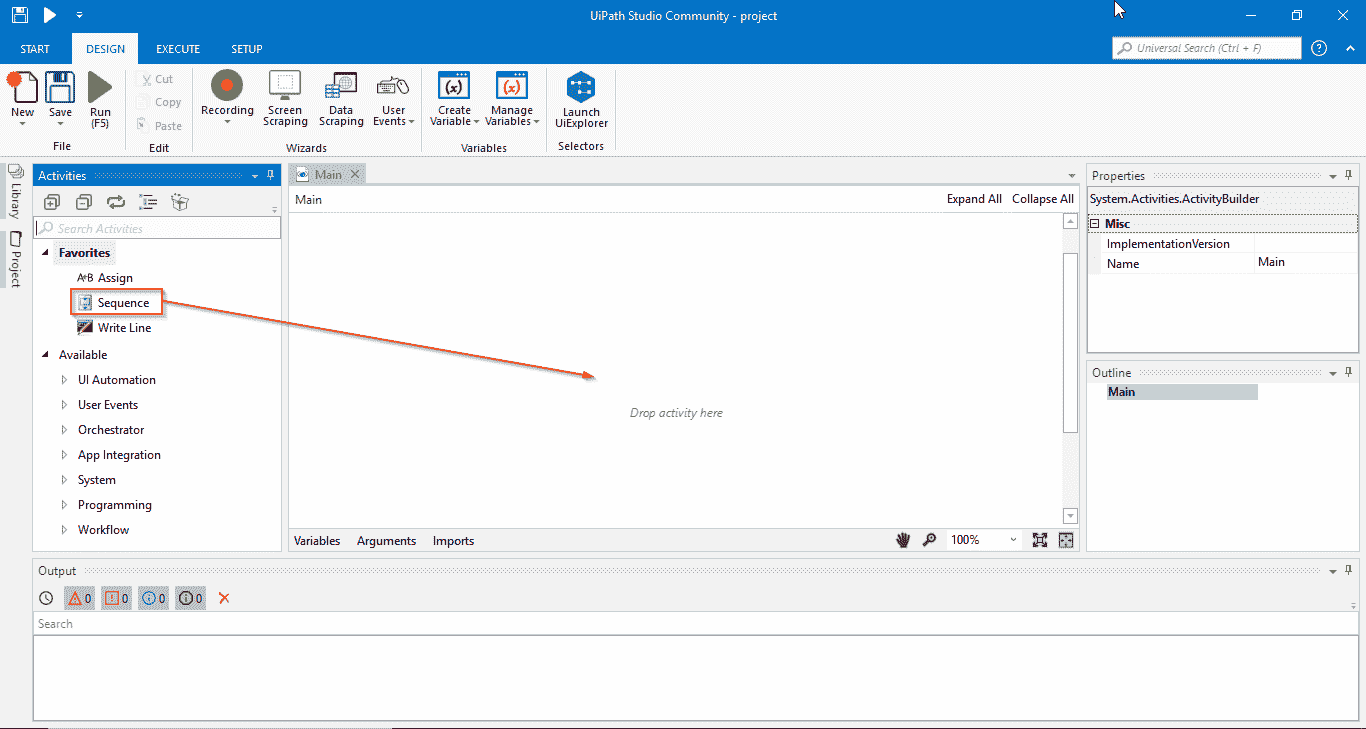 UiPath Studio Community - project
START DESIGN EXECUTE SETUP
Universal Search (Ctrl + F)
New
Save
Run
(F5)
File
Cut
Copy
Paste
Edit
Recording
Screen
Scraping
Data
Scraping
User
Events
Wizards
Create
Variable
Manage
Variables
Variables
Launch
UiExplorer
Selectors
Library
Project
Activities
Search Activities
Favorites
A+B Assign
Sequence
Write Line
Available
UI Automation
User Events
Orchestrator
App Integration
System
Programming
Workflow
Main
Main
Expand All Collapse All
Drop activity here
Variables Arguments Imports
100%
Properties
System.Activities.ActivityBuilder
Misc
ImplementationVersion
Name Main
Outline
Main
Output
0 0 0 0
Search